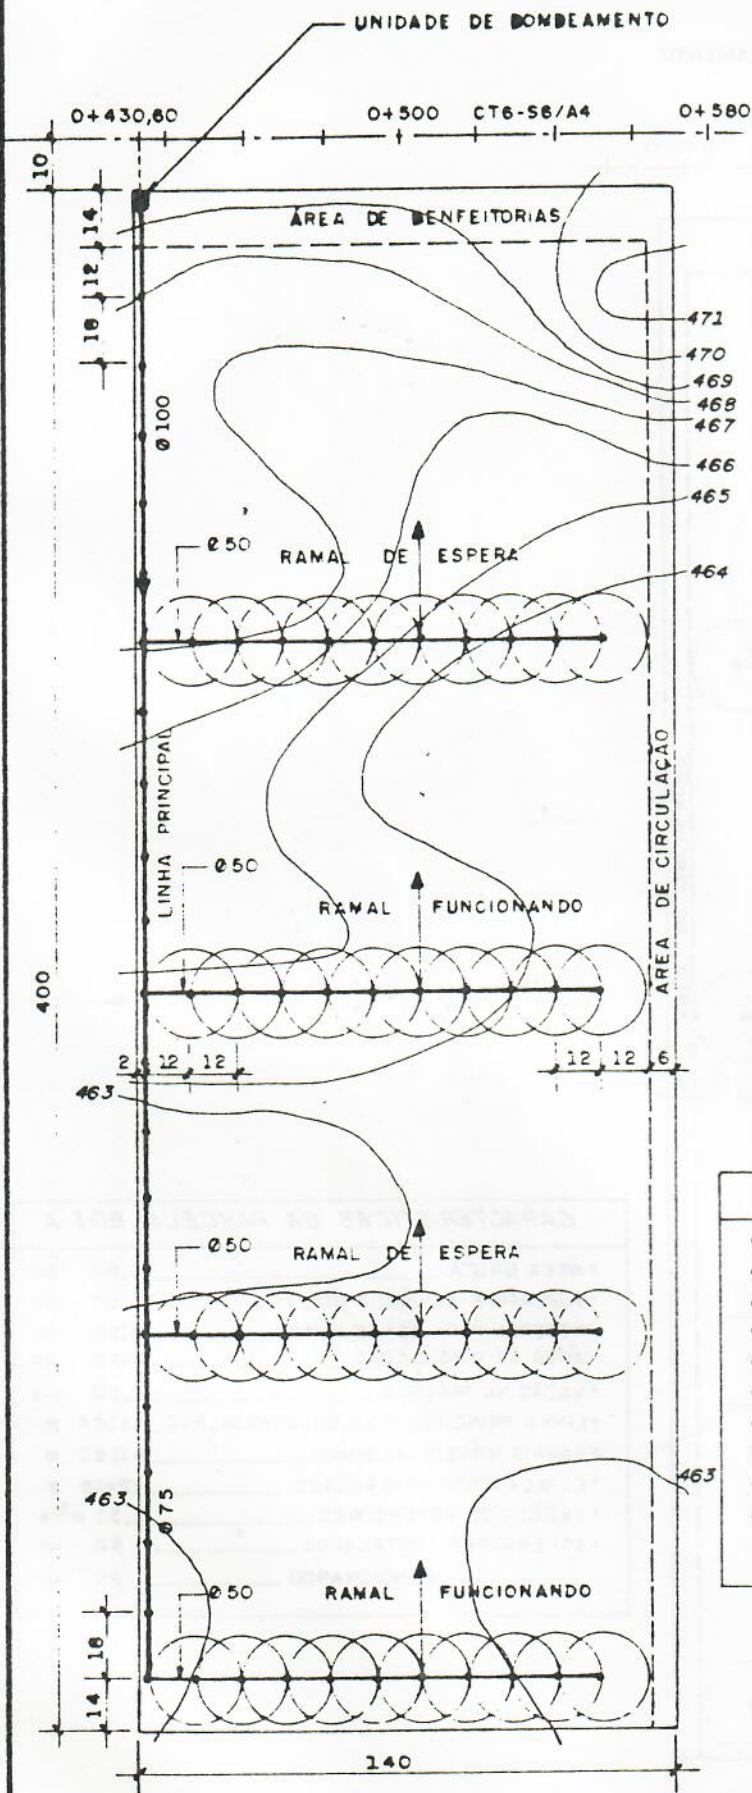 UNIDADE DE BOMBEAMENTO
0+430,60 0+500 CT6-S6/A4 0+580
10
14
ÁREA DE BENFEITORIAS
12
18
471
470
469
468
467
466
465
464
Ø100
Ø50
RAMAL DE ESPERA
LINHA PRINCIPAL
ÁREA DE CIRCULAÇÃO
Ø50
RAMAL FUNCIONANDO
400
2 12 12 12 12 6
463
Ø50
RAMAL DE ESPERA
463
463
Ø75
Ø50
RAMAL FUNCIONANDO
18
14
140